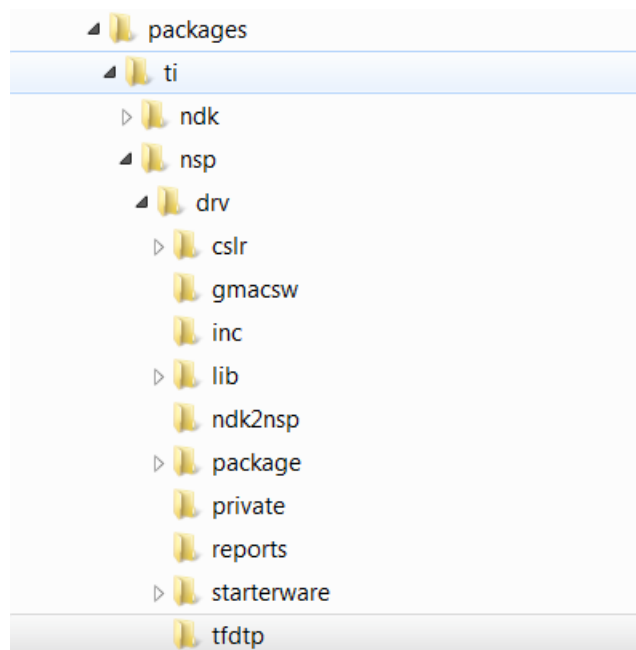 packages
ti
ndk
nsp
drv
cslr
gmacsw
inc
lib
ndk2nsp
package
private
reports
starterware
tfdtp